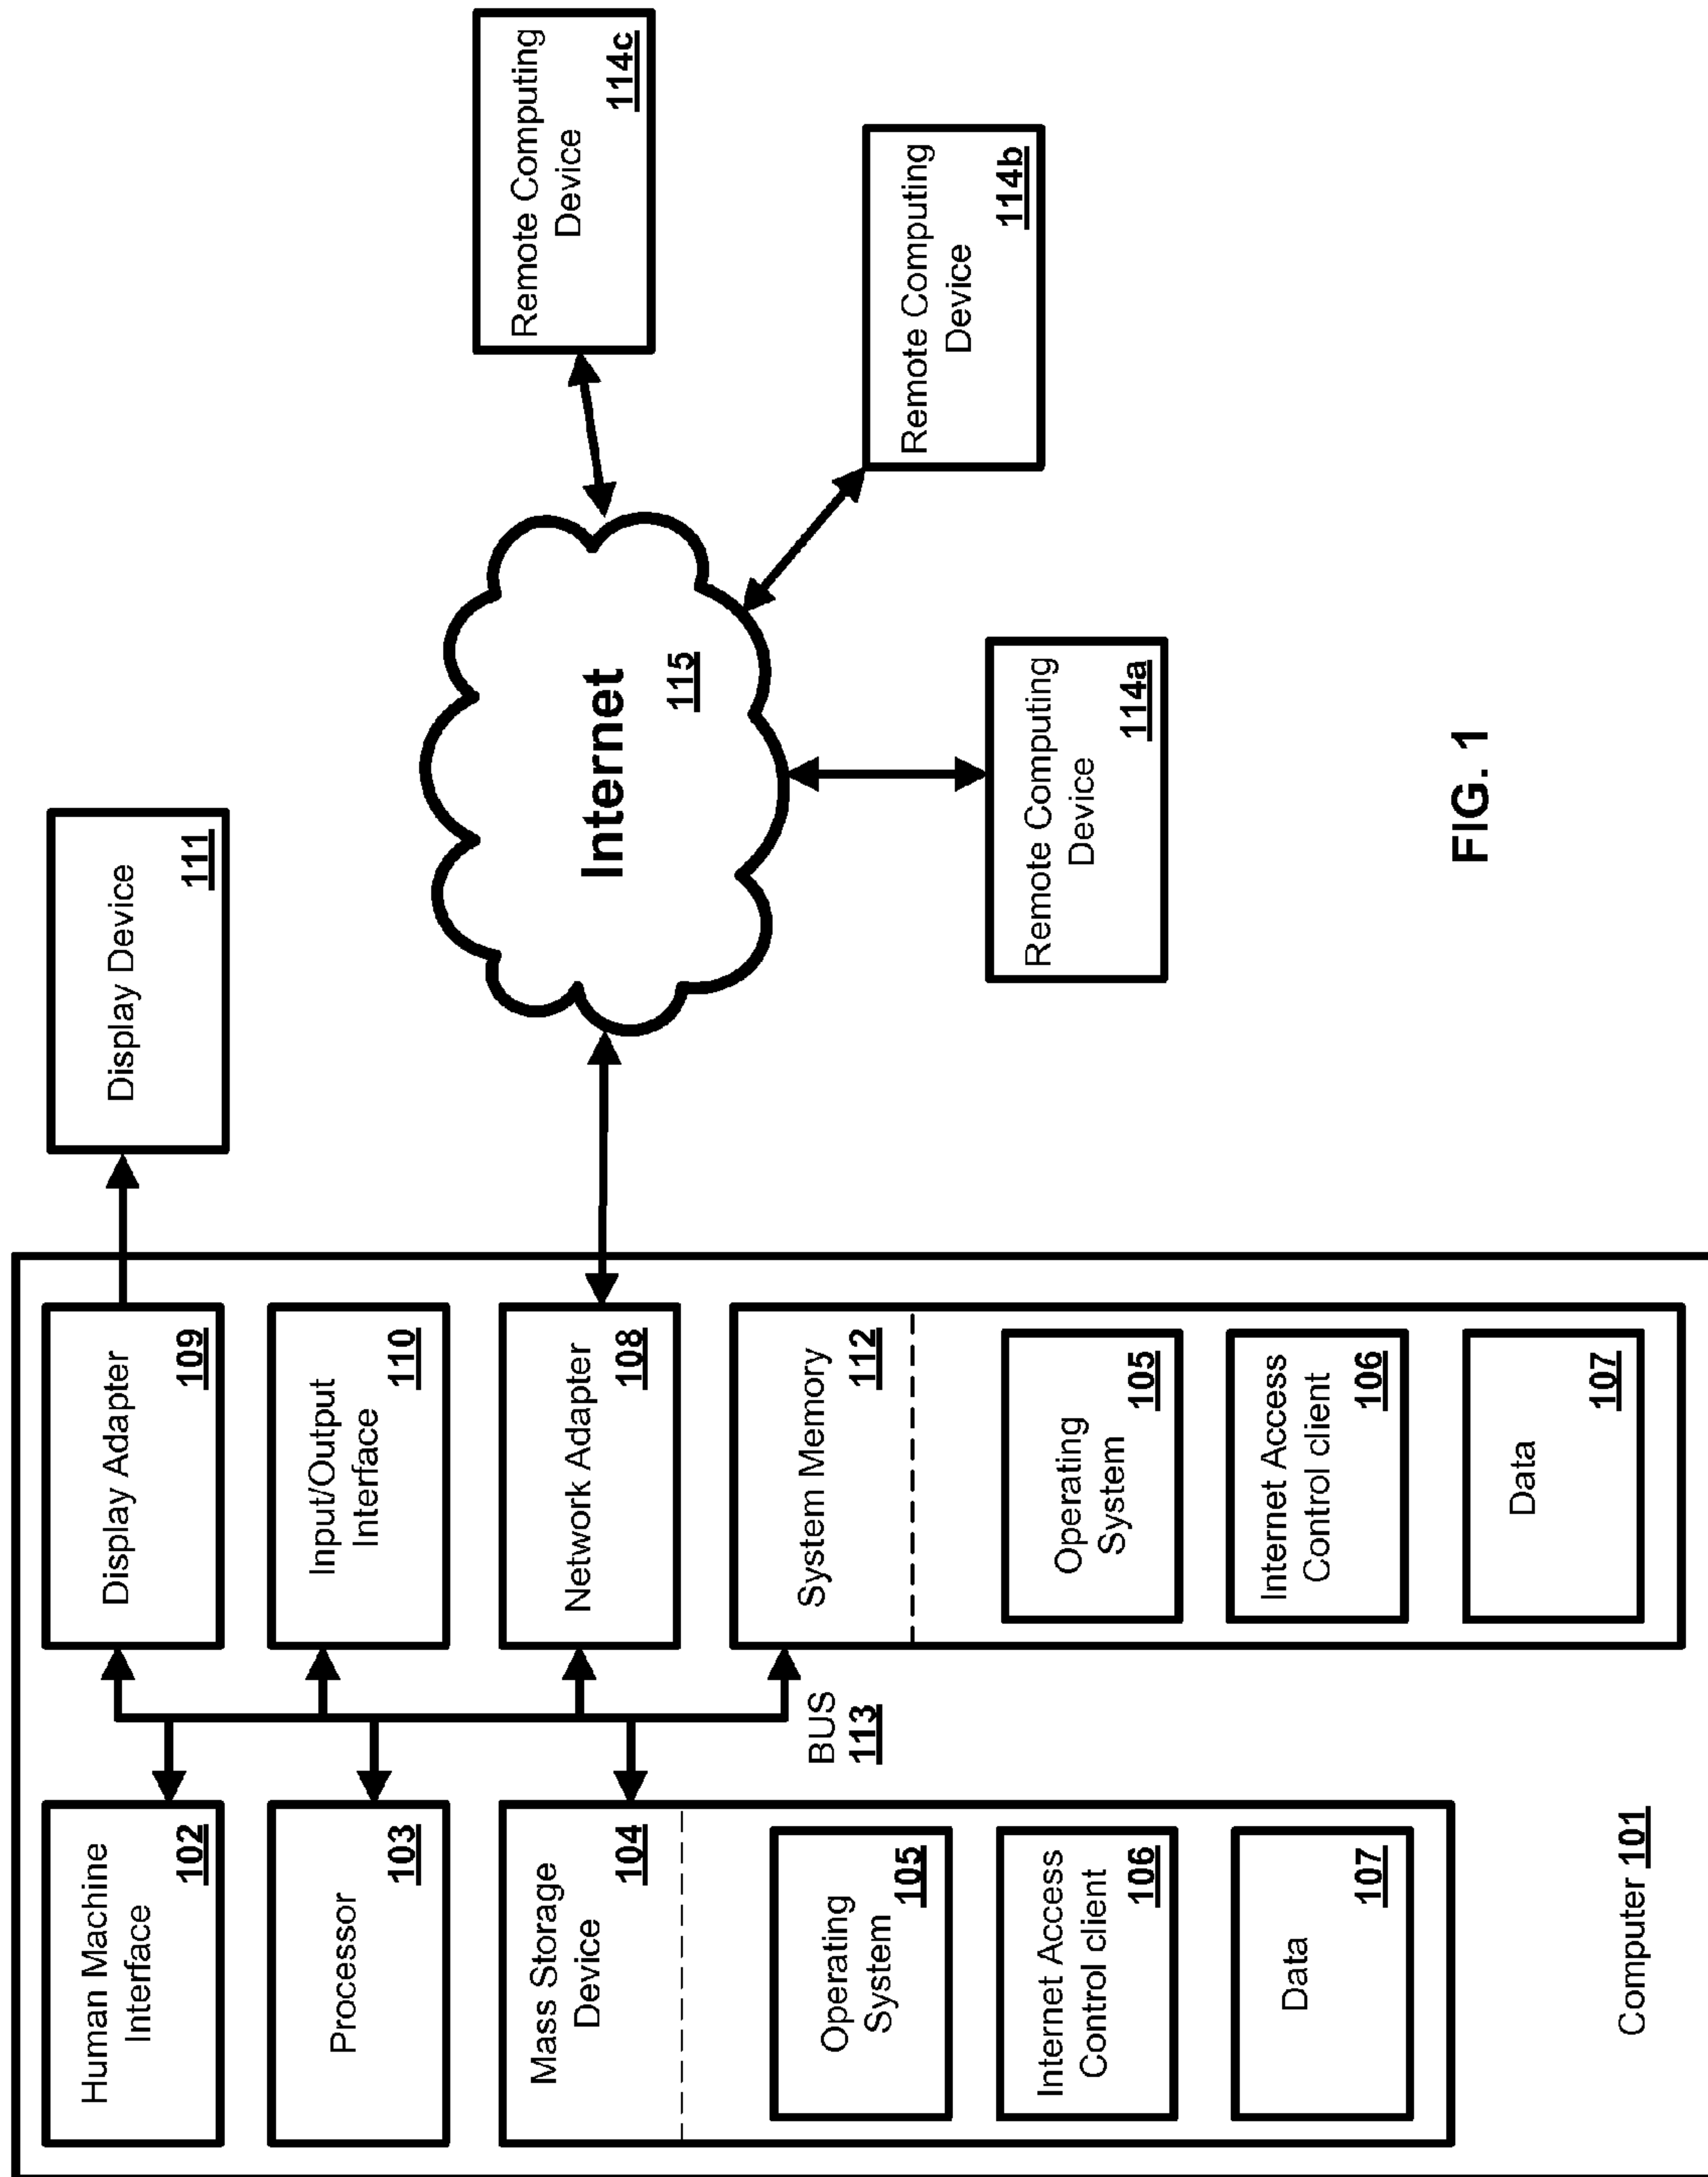 Human Machine
Interface
102
Processor
103
Mass Storage
Device
104
Operating
System
105
Internet Access
Control client
106
Data
107
Computer 101
BUS
113
Display Adapter
109
Input/Output
Interface
110
Network Adapter
108
System Memory
112
Operating
System
105
Internet Access
Control client
106
Data
107
Display Device
111
Internet
115
Remote Computing
Device
114a
Remote Computing
Device
114b
Remote Computing
Device
114c
FIG. 1